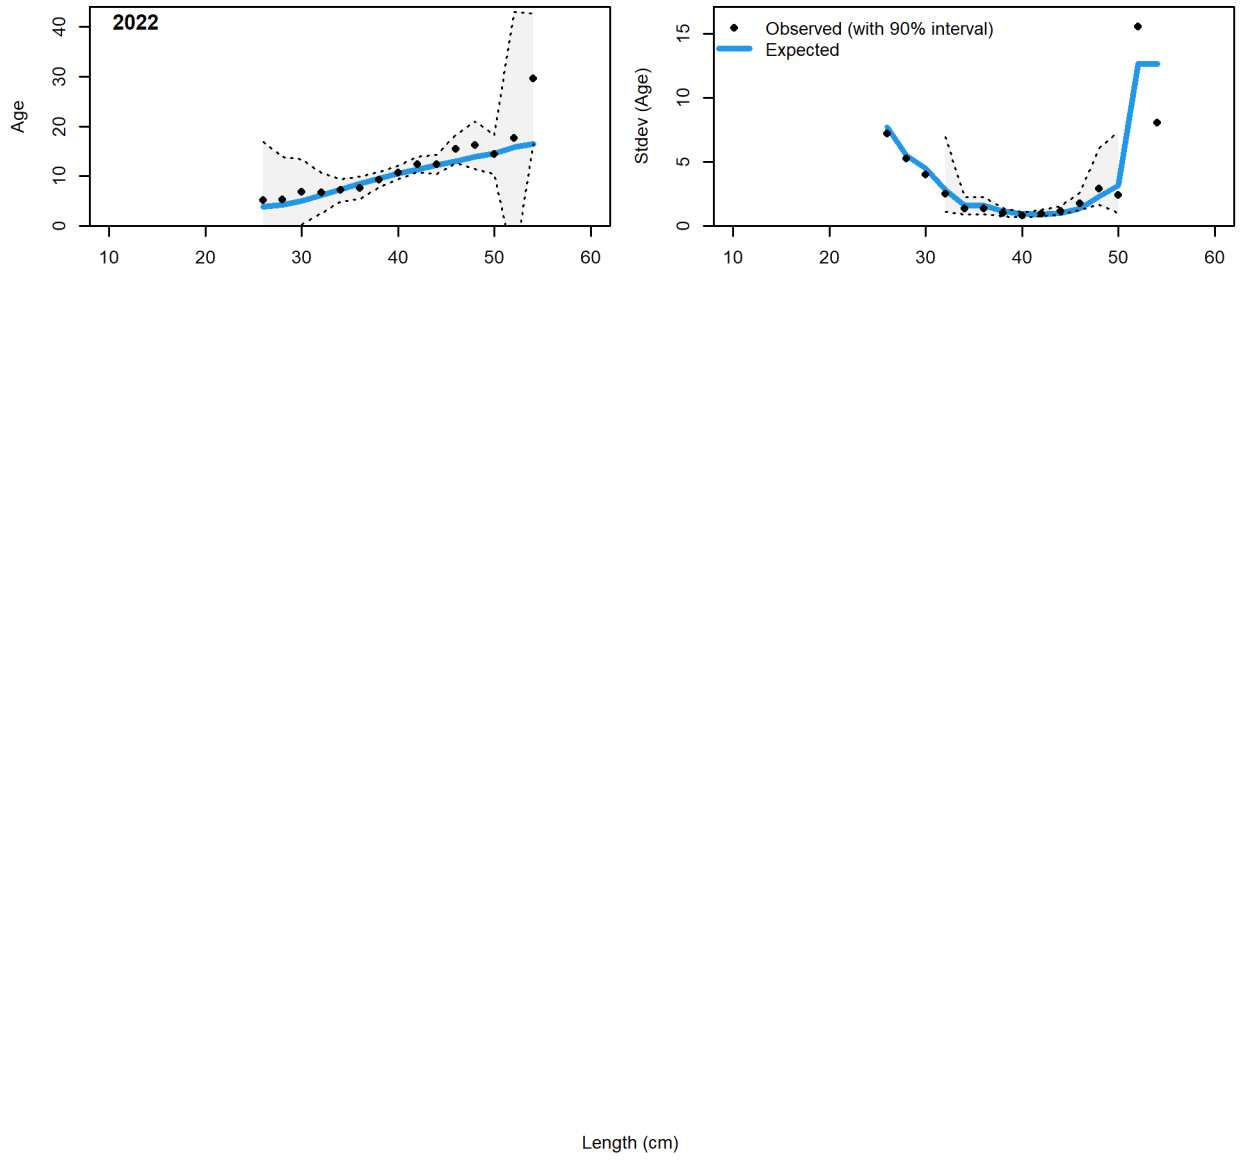 2022
Age
0 10 20 30 40
10 20 30 40 50 60
Observed (with 90% interval)
Expected
Stdev (Age)
0 5 10 15
10 20 30 40 50 60
Length (cm)